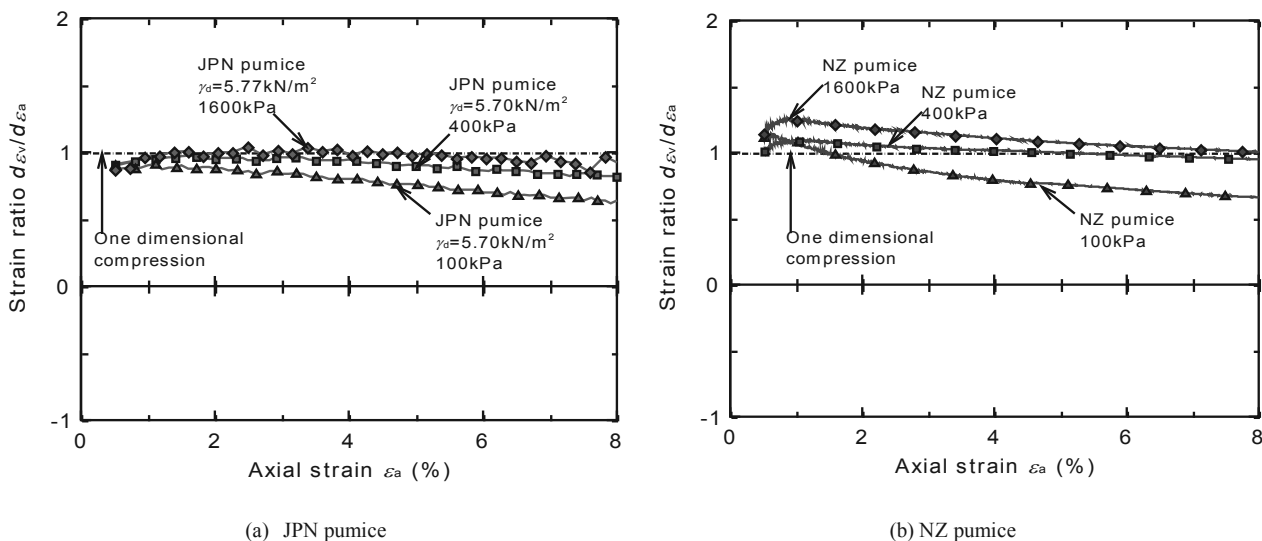 2
1
0
-1
0
2
4
6
8
Strain ratio dεv/dεa
Axial strain εa (%)
JPN pumice
γd=5.77kN/m²
1600kPa
JPN pumice
γd=5.70kN/m²
400kPa
JPN pumice
γd=5.70kN/m²
100kPa
One dimensional
compression
(a) JPN pumice
2
1
0
-1
0
2
4
6
8
Strain ratio dεv/dεa
Axial strain εa (%)
NZ pumice
1600kPa
NZ pumice
400kPa
NZ pumice
100kPa
One dimensional
compression
(b) NZ pumice